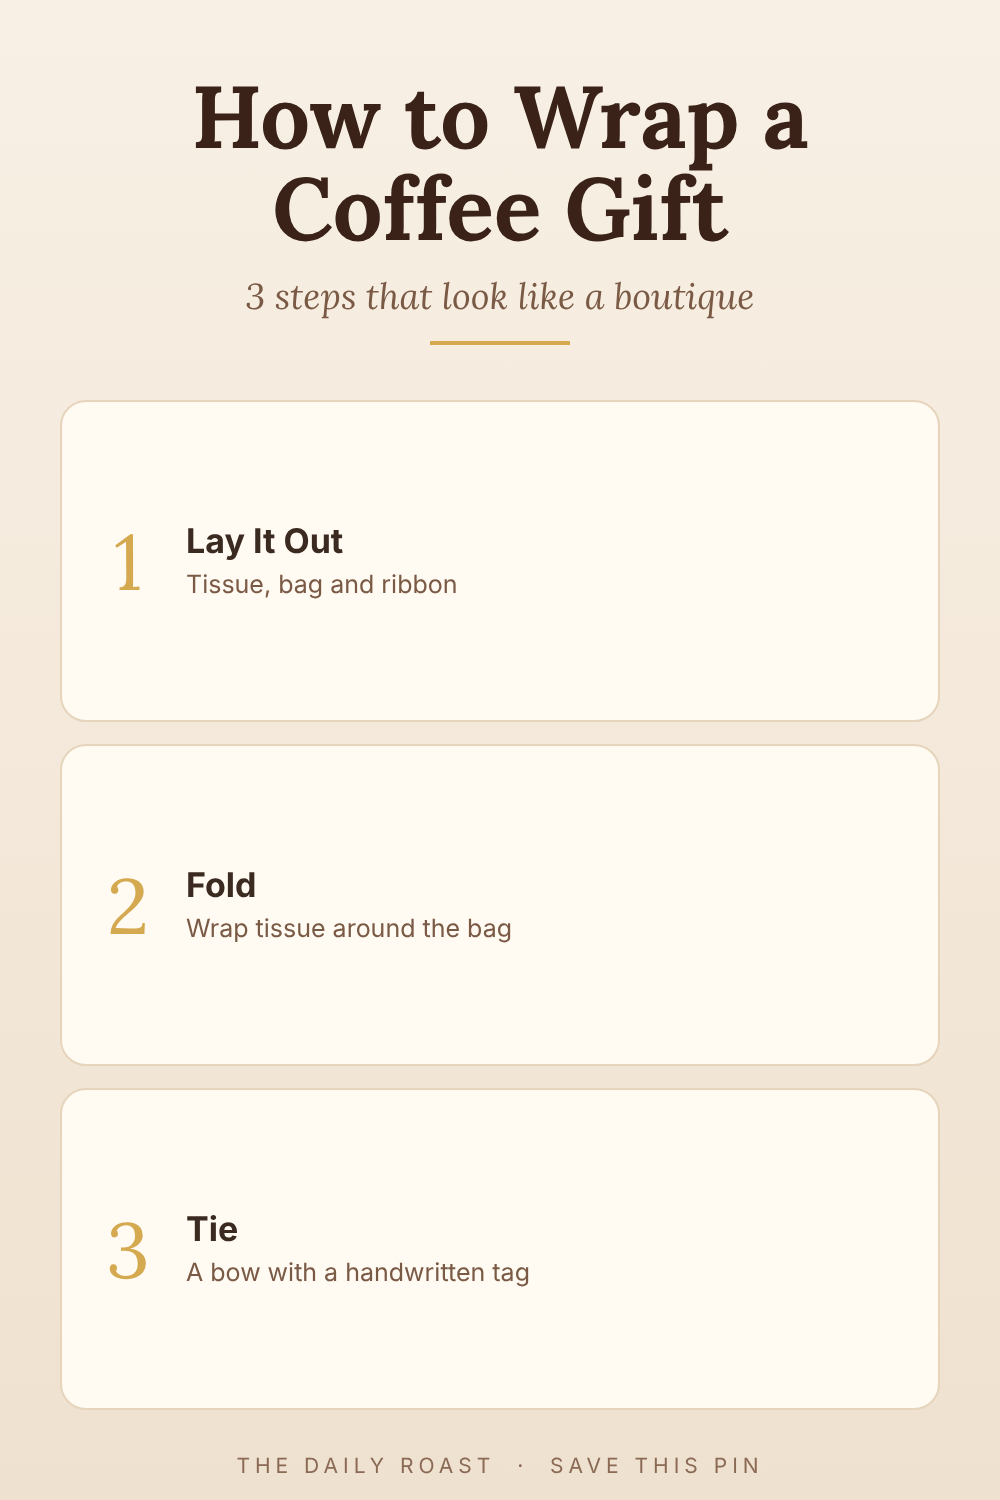 How to Wrap a
Coffee Gift
3 steps that look like a boutique
1
Lay It Out
Tissue, bag and ribbon
2
Fold
Wrap tissue around the bag
3
Tie
A bow with a handwritten tag
THE DAILY ROAST · SAVE THIS PIN